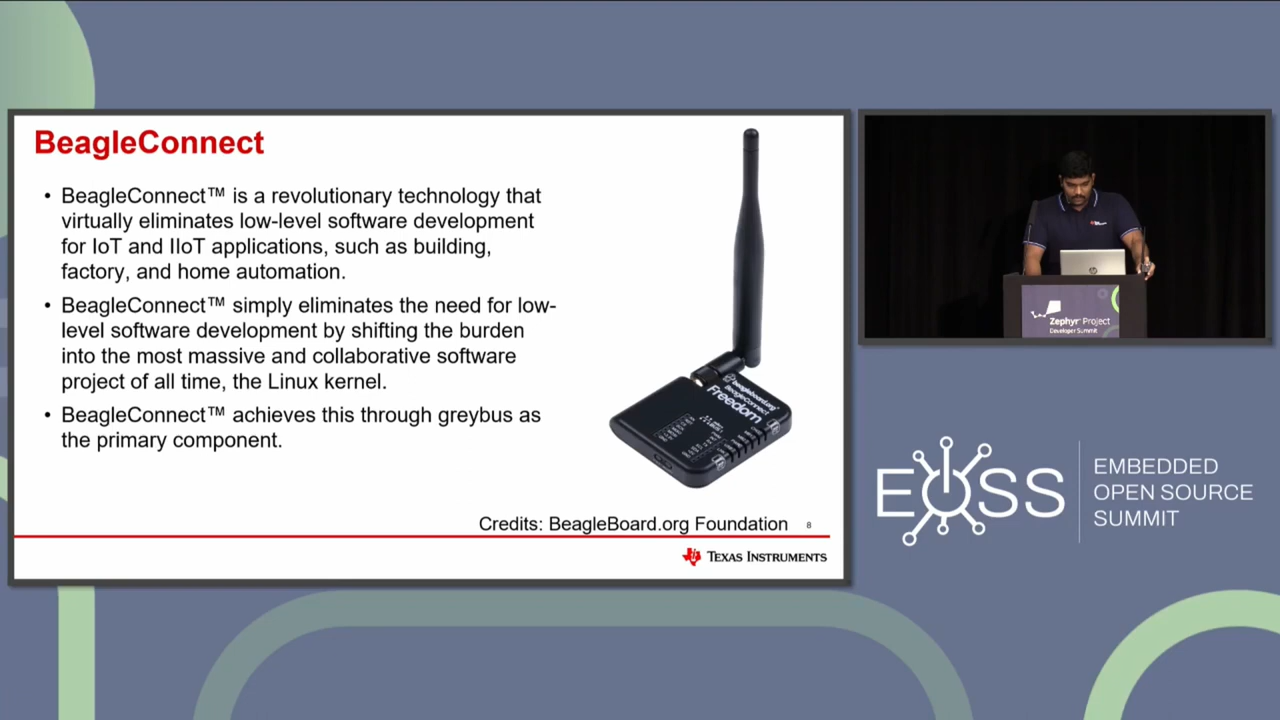 BeagleConnect
• BeagleConnect™ is a revolutionary technology that
virtually eliminates low-level software development
for IoT and IIoT applications, such as building,
factory, and home automation.
• BeagleConnect™ simply eliminates the need for low-
level software development by shifting the burden
into the most massive and collaborative software
project of all time, the Linux kernel.
• BeagleConnect™ achieves this through greybus as
the primary component.
beagleboard.org
BeagleConnect
Freedom
Credits: BeagleBoard.org Foundation
8
TEXAS INSTRUMENTS
hp
Zephyr® Project
Developer Summit
EOSS
EMBEDDED
OPEN SOURCE
SUMMIT